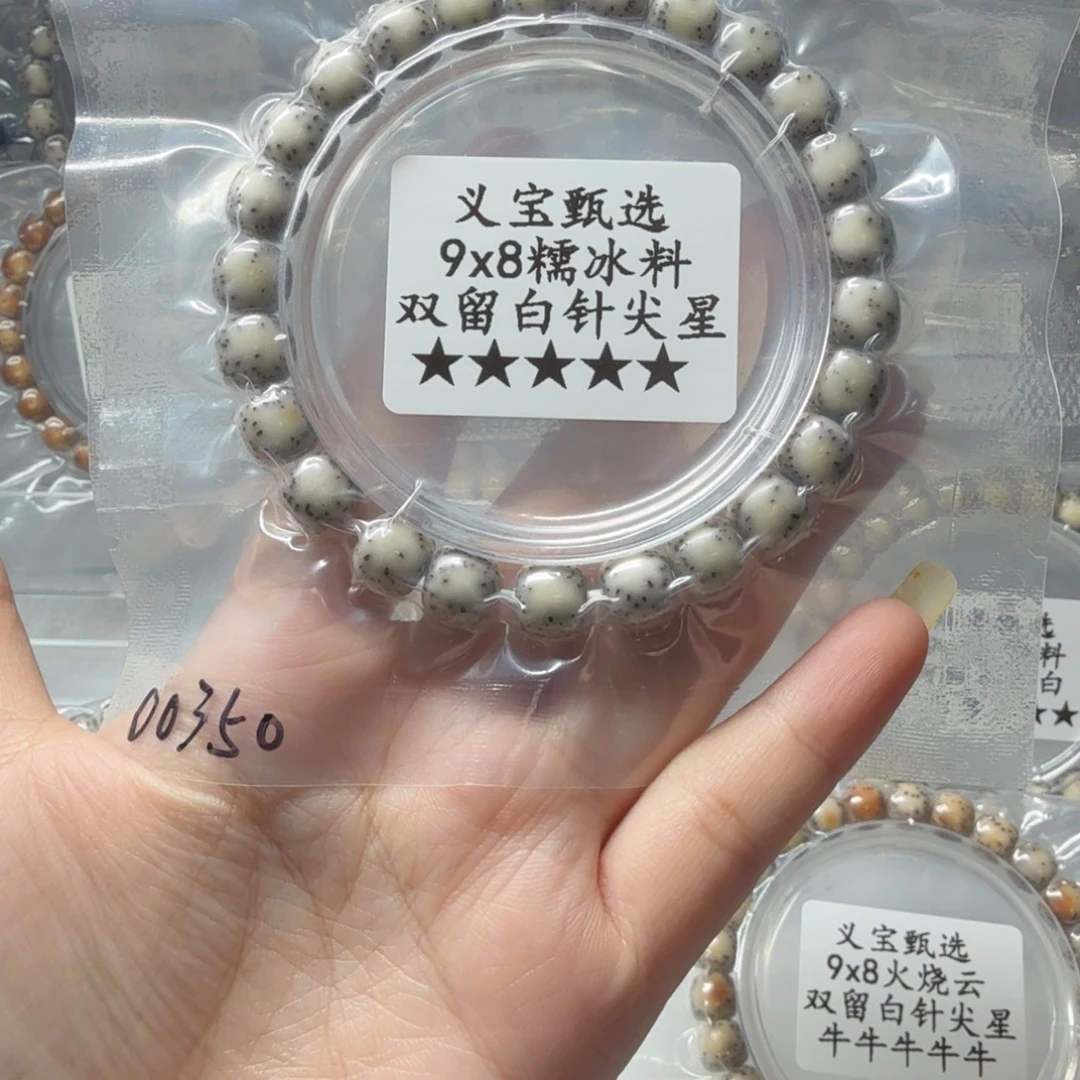 义宝甄选
9x8糯冰料
双留白针尖星
★★★★★
00350
料
白
★★
义宝甄选
9x8火烧云
双留白针尖星
牛牛牛牛牛